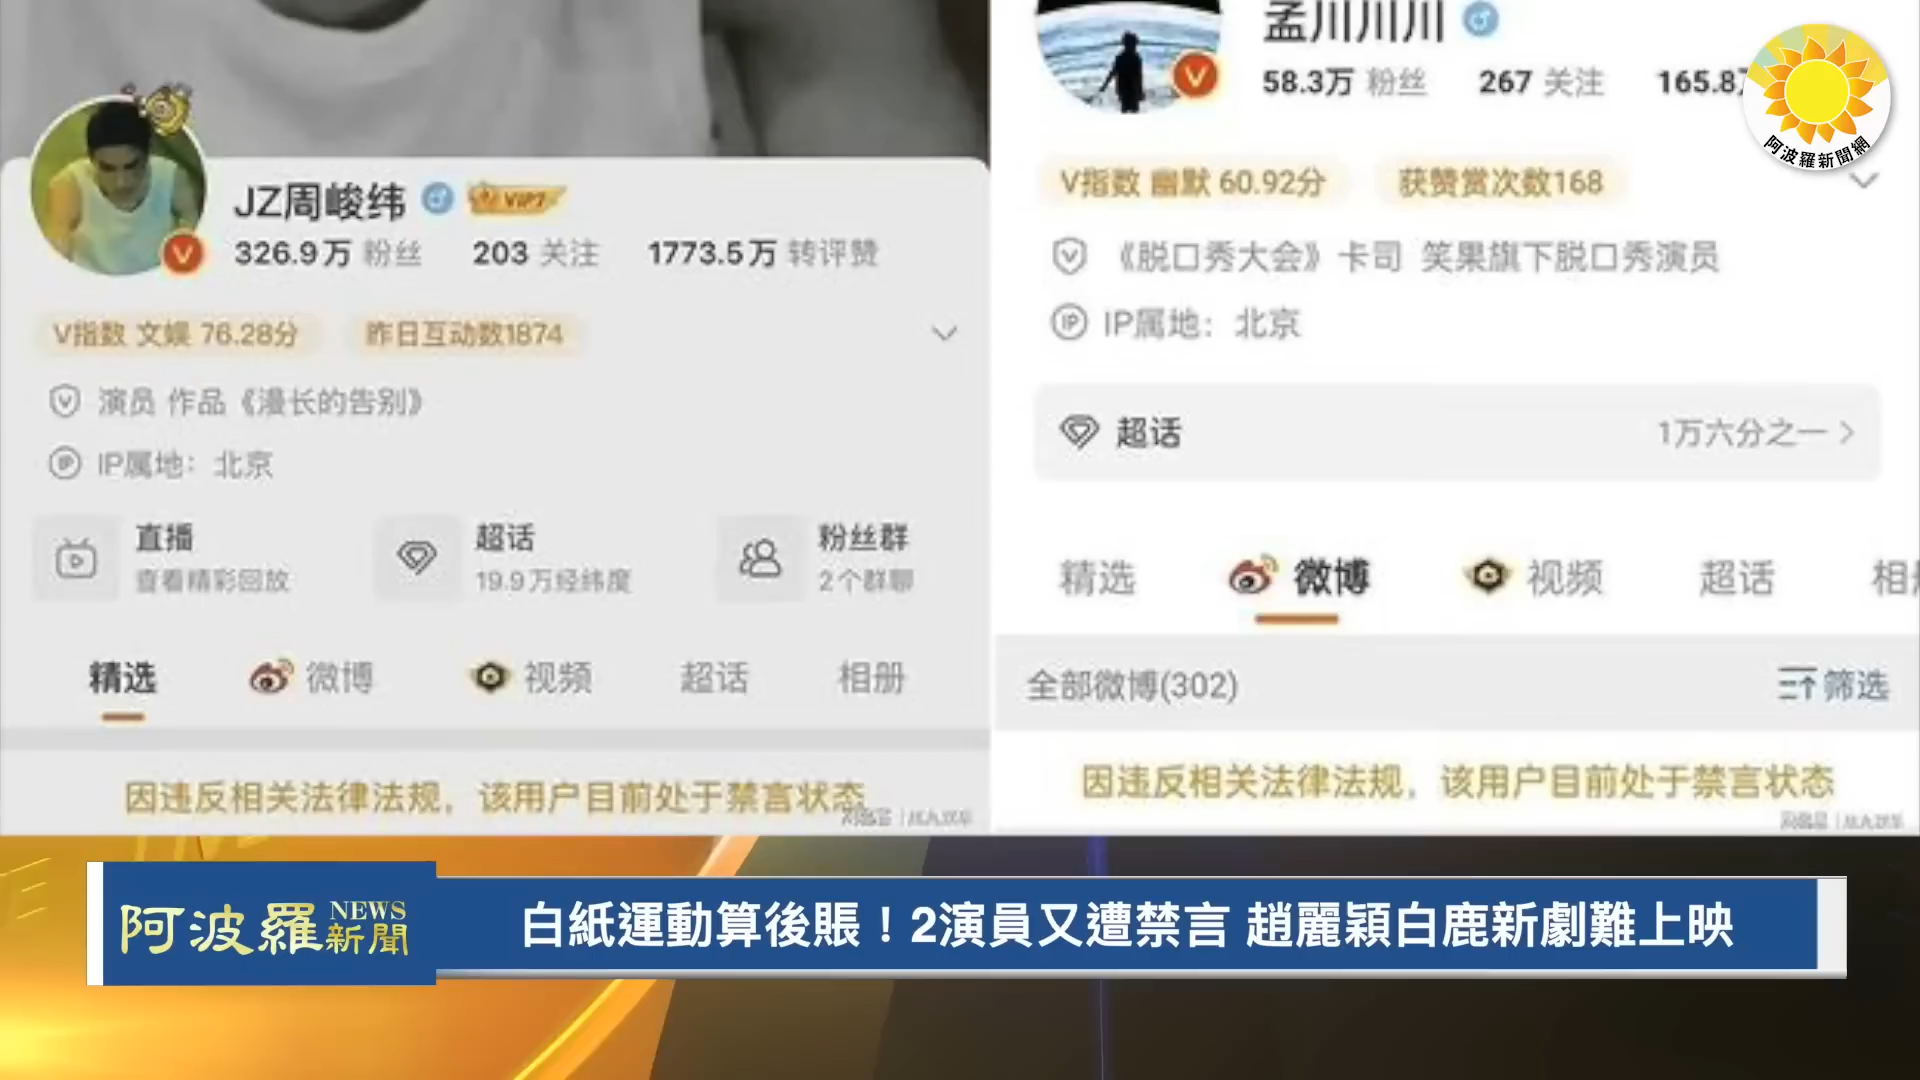 JZ周峻纬 VIP7
326.9万 粉丝 203 关注 1773.5万 转评赞
V指数 文娱 76.28分 昨日互动数1874
演员 作品《漫长的告别》
IP属地：北京
直播 超话 粉丝群
查看精彩回放 19.9万经纬度 2个群聊
精选 微博 视频 超话 相册
因违反相关法律法规，该用户目前处于禁言状态
孟川川川
58.3万 粉丝 267 关注 165.8万
V指数 幽默 60.92分 获赞赏次数168
《脱口秀大会》卡司 笑果旗下脱口秀演员
IP属地：北京
超话 1万六分之一
精选 微博 视频 超话
全部微博(302) 筛选
因违反相关法律法规，该用户目前处于禁言状态
阿波羅新聞網
阿波羅 NEWS 新聞
白紙運動算後賬！2演員又遭禁言 趙麗穎白鹿新劇難上映